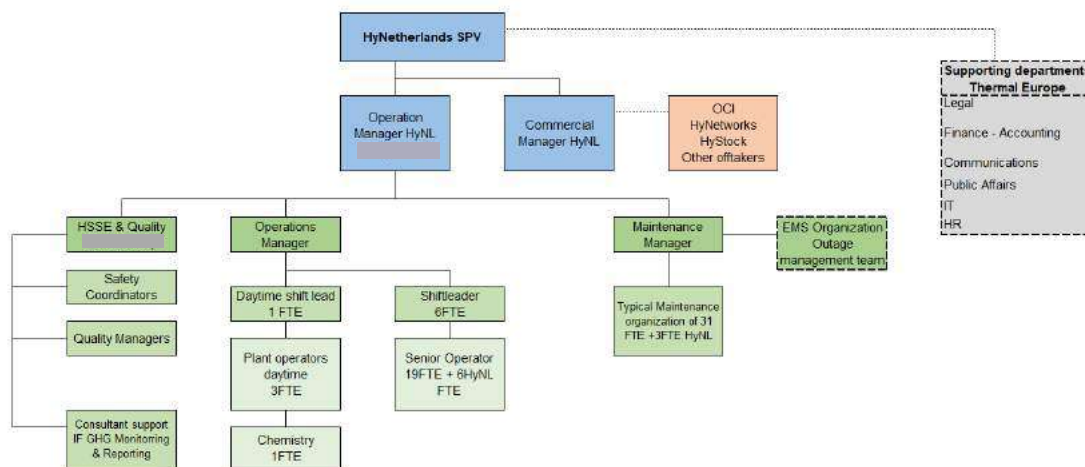 HyNetherlands SPV
Supporting department
Thermal Europe
Legal
Finance - Accounting
Communications
Public Affairs
IT
HR
Operation
Manager HyNL
Commercial
Manager HyNL
OCI
HyNetworks
HyStock
Other offtakers
HSSE & Quality
Operations
Manager
Maintenance
Manager
EMS Organization
Outage
management team
Safety
Coordinators
Daytime shift lead
1 FTE
Shiftleader
6FTE
Typical Maintenance
organization of 31
FTE +3FTE HyNL
Quality Managers
Plant operators
daytime
3FTE
Senior Operator
19FTE + 6HyNL
FTE
Consultant support
IF GHG Monitorring
& Reporting
Chemistry
1FTE